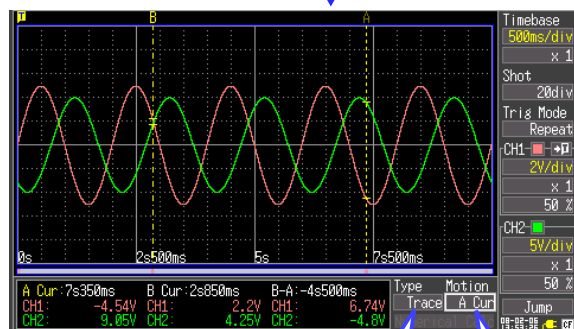 B A
Timebase
500ms/div
x 1
Shot
20div
Trig Mode
Repeat
CH1
2V/div
x 1
50 %
CH2
5V/div
x 1
50 %
Jump
0s 2s500ms 5s 7s500ms
A Cur:7s350ms B Cur:2s850ms B-A:-4s500ms
CH1: -4.54V CH1: 2.2V CH1: 6.74V
CH2: 9.05V CH2: 4.25V CH2: -4.8V
Type Motion
Trace A Cur